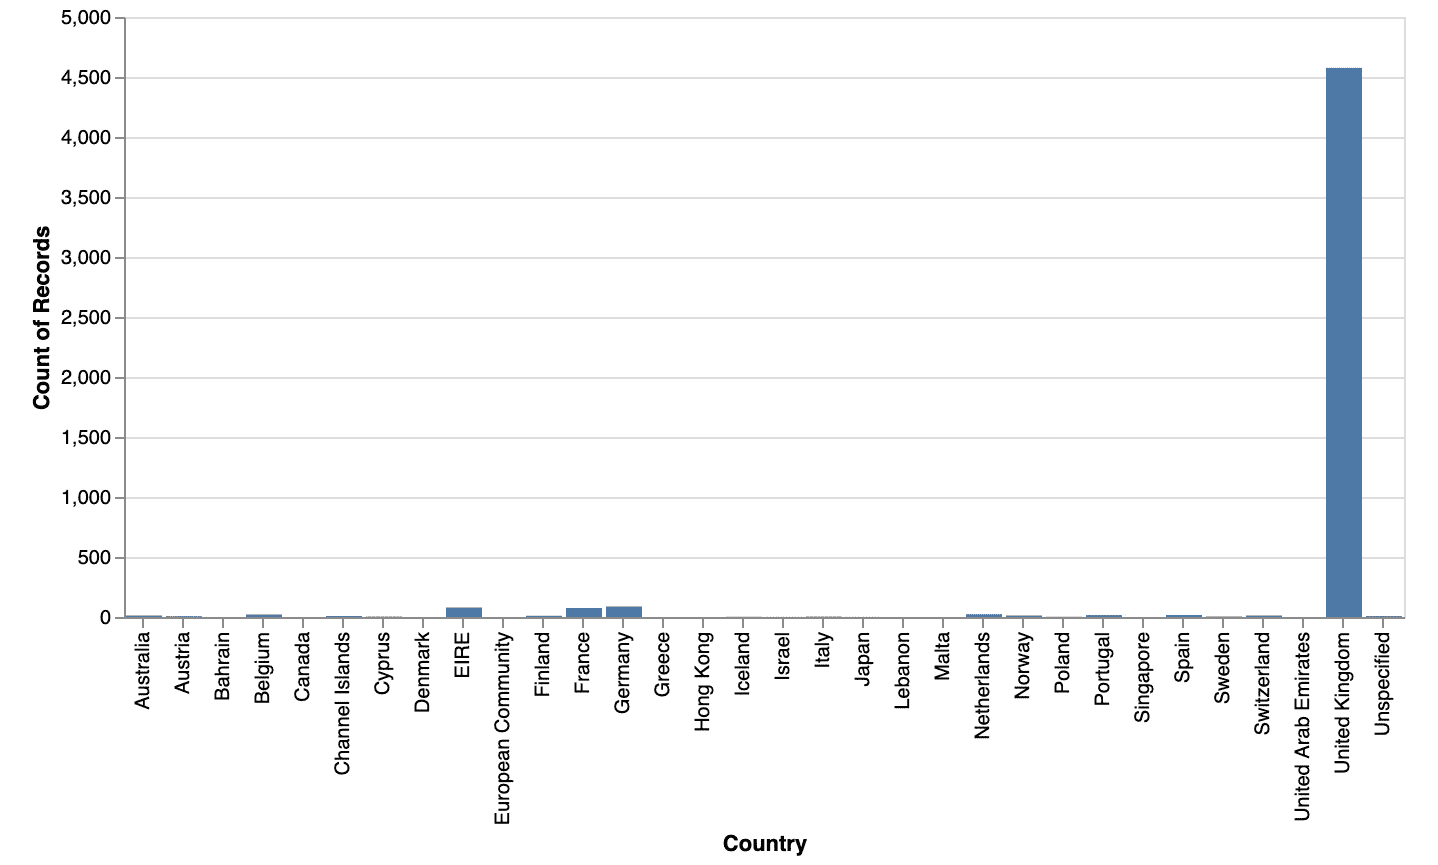 5,000
4,500
4,000
3,500
3,000
2,500
2,000
1,500
1,000
500
0
Count of Records
Australia
Austria
Bahrain
Belgium
Canada
Channel Islands
Cyprus
Denmark
EIRE
European Community
Finland
France
Germany
Greece
Hong Kong
Iceland
Israel
Italy
Japan
Lebanon
Malta
Netherlands
Norway
Poland
Portugal
Singapore
Spain
Sweden
Switzerland
United Arab Emirates
United Kingdom
Unspecified
Country